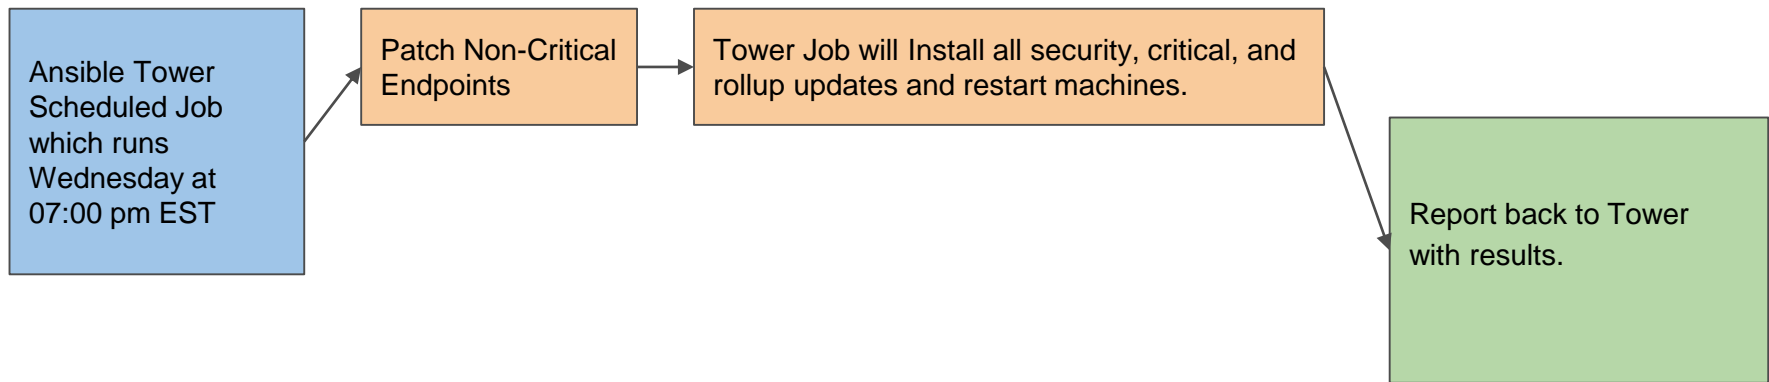 Ansible Tower
Scheduled Job
which runs
Wednesday at
07:00 pm EST
Patch Non-Critical
Endpoints
Tower Job will Install all security, critical, and
rollup updates and restart machines.
Report back to Tower
with results.